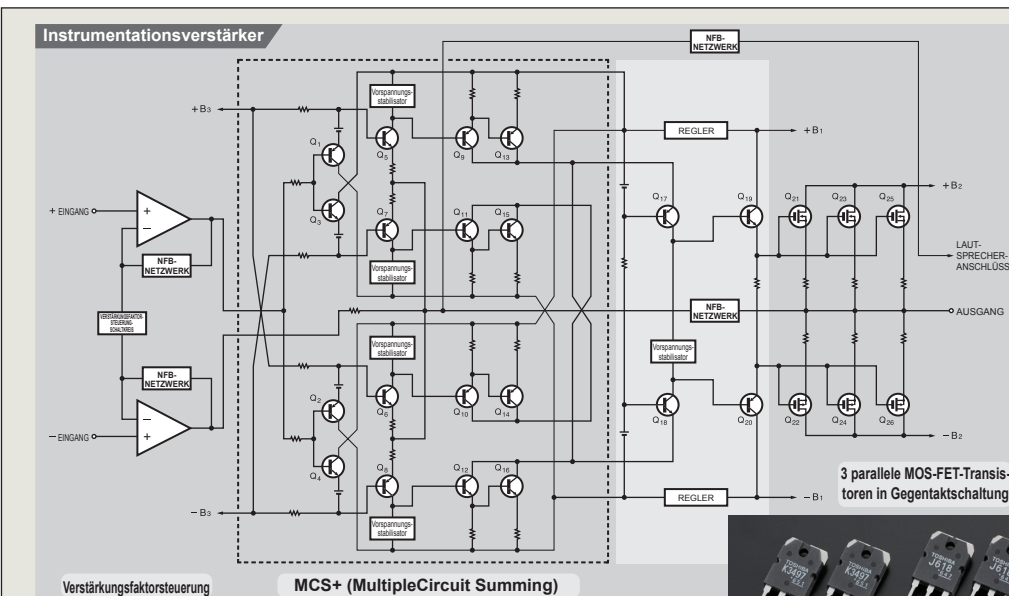 Instrumentationsverstärker
NFB-
NETZWERK
Vorspannungs-
stabilisator
+B3
Q1
Q5
Q9
Q13
REGLER
+B1
Q17
Q19
Q21
Q23
Q25
+B2
Q3
Q7
Q11
Q15
+ EINGANG
+
−
NFB-
NETZWERK
Vorspannungs-
stabilisator
LAUT-
SPRECHER-
ANSCHLÜSS
VERSTÄRKUNGSFAKTOR-
STEUERUNG-
SCHALTKREIS
NFB-
NETZWERK
AUSGANG
Vorspannungs-
stabilisator
Vorspannungs-
stabilisator
NFB-
NETZWERK
−
+
− EINGANG
Q2
Q6
Q10
Q14
Q18
Q20
Q22
Q24
Q26
−B2
Q4
Q8
Q12
Q16
−B3
REGLER
−B1
Vorspannungs-
stabilisator
3 parallele MOS-FET-Transis-
toren in Gegentaktschaltung
TOSHIBA
K3497
TOSHIBA
K3497
TOSHIBA
J618
TOSHIBA
Verstärkungsfaktorsteuerung
MCS+ (MultipleCircuit Summing)